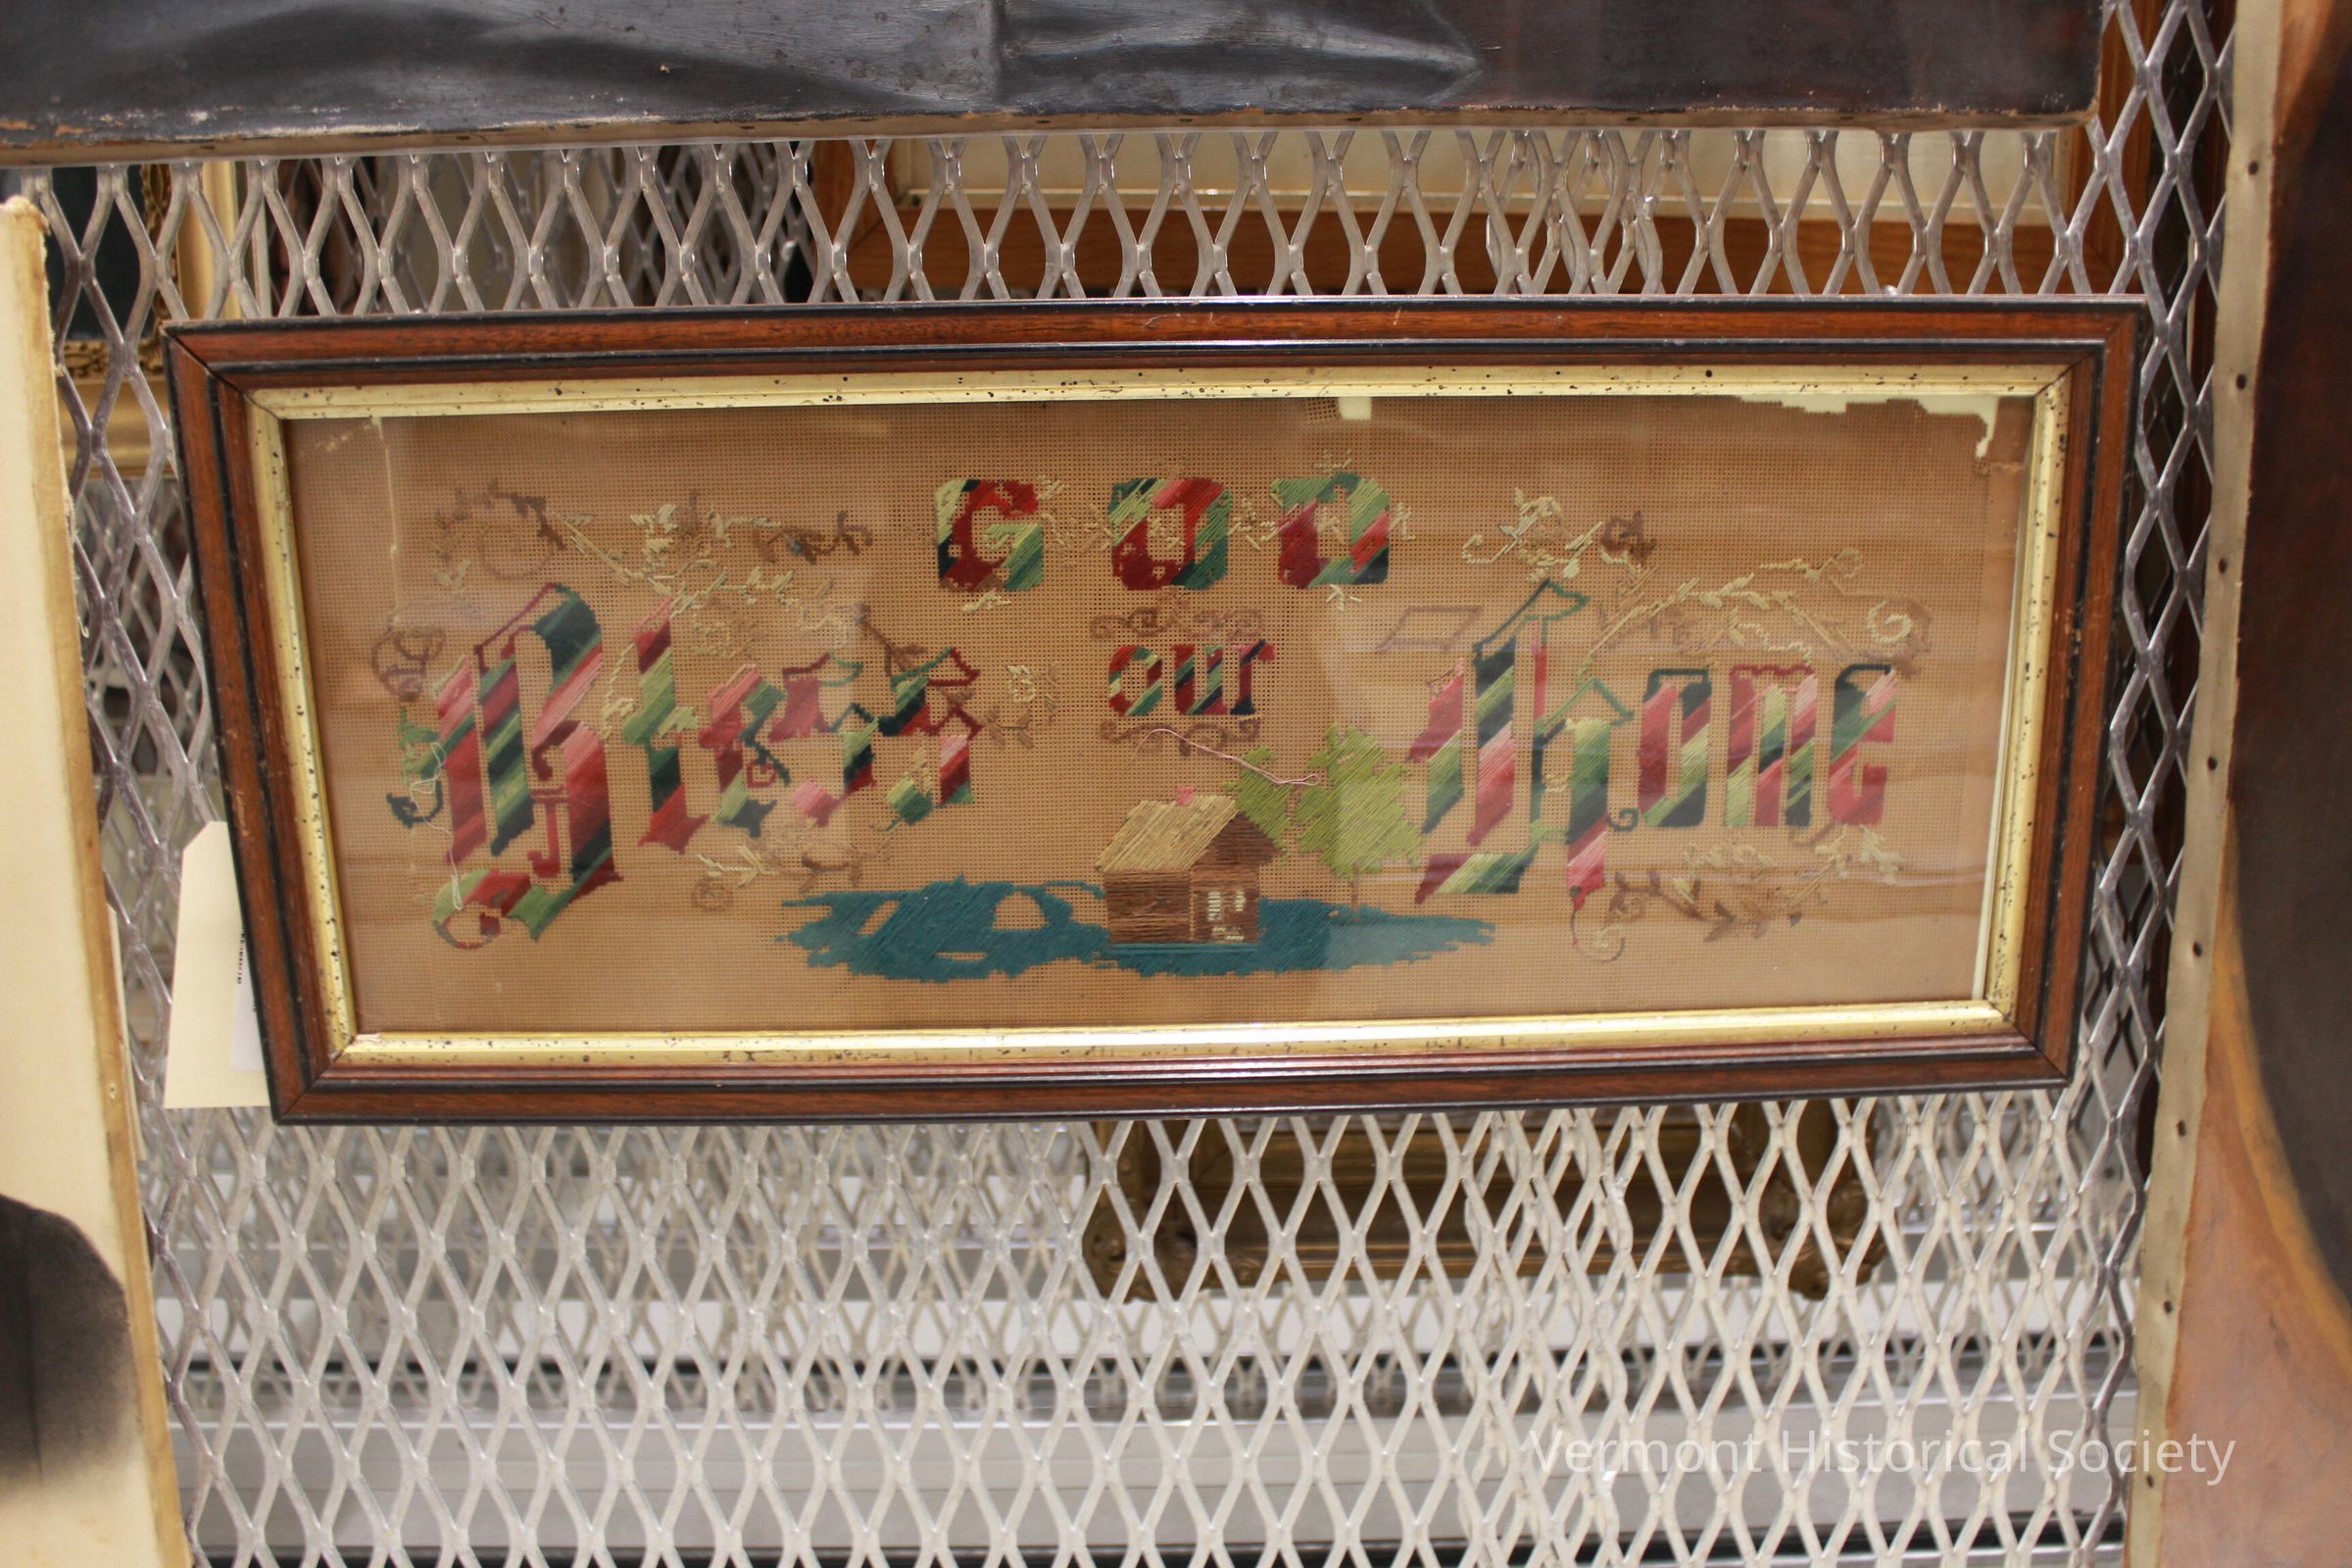 GOD
Bless our Home
Vermont Historical Society